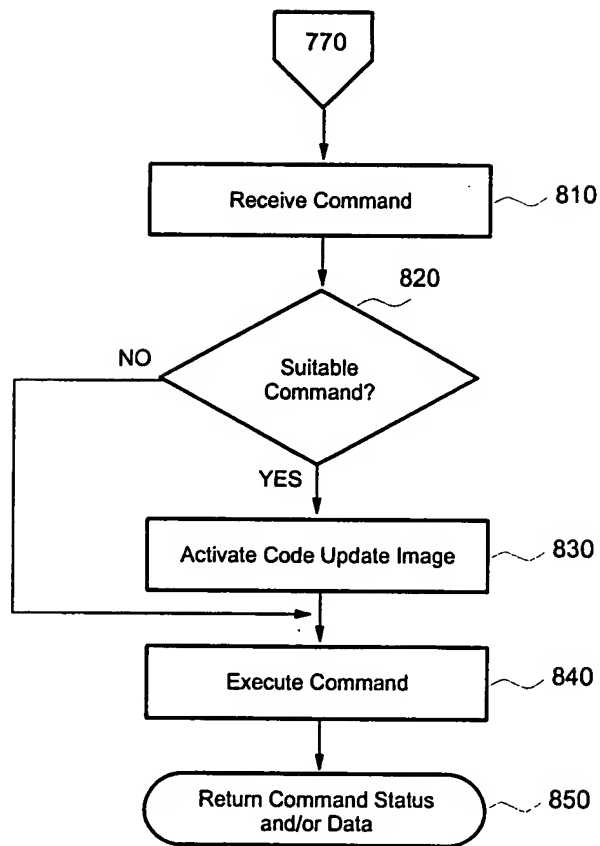 770
Receive Command
810
820
NO
Suitable
Command?
YES
Activate Code Update Image
830
Execute Command
840
Return Command Status
and/or Data
850